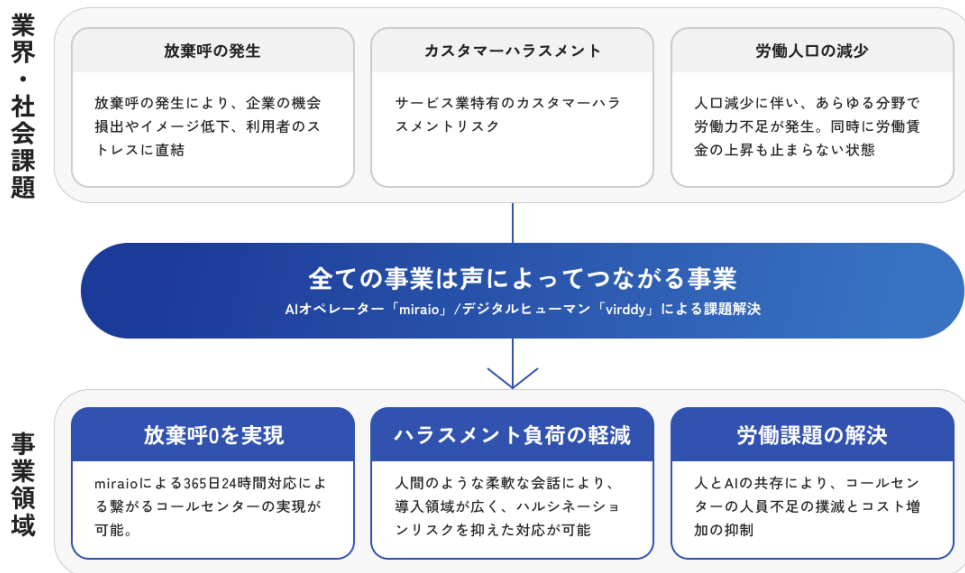 業界・社会課題
放棄呼の発生
放棄呼の発生により、企業の機会
損出やイメージ低下、利用者のス
トレスに直結
カスタマーハラスメント
サービス業特有のカスタマーハラ
スメントリスク
労働人口の減少
人口減少に伴い、あらゆる分野で
労働力不足が発生。同時に労働賃
金の上昇も止まらない状態
全ての事業は声によってつながる事業
AIオペレーター「miraio」/デジタルヒューマン「virddy」による課題解決
事業領域
放棄呼0を実現
miraioによる365日24時間対応によ
る繋がるコールセンターの実現が
可能。
ハラスメント負荷の軽減
人間のような柔軟な会話により、
導入領域が広く、ハルシネーショ
ンリスクを抑えた対応が可能
労働課題の解決
人とAIの共存により、コールセン
ターの人員不足の撲滅とコスト増
加の抑制